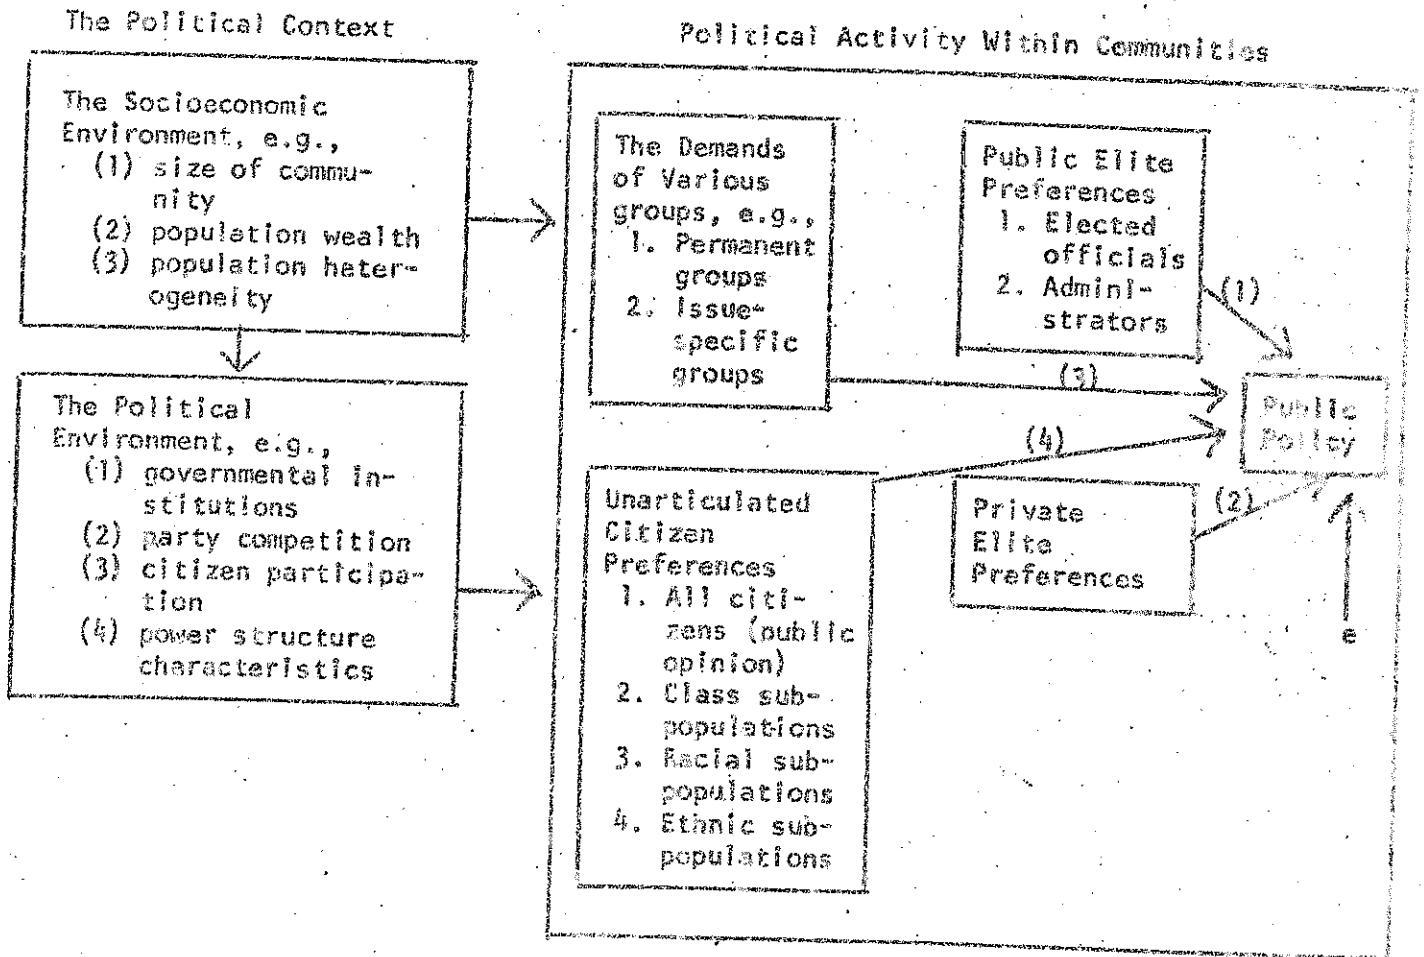 The Political Context
Political Activity Within Communities
The Socioeconomic
Environment, e.g.,
(1) size of commu-
nity
(2) population wealth
(3) population heter-
ogeneity
The Political
Environment, e.g.,
(1) governmental in-
stitutions
(2) party competition
(3) citizen participa-
tion
(4) power structure
characteristics
The Demands
of Various
groups, e.g.,
1. Permanent
groups
2. Issue-
specific
groups
Public Elite
Preferences
1. Elected
officials
2. Admini-
strators
(1)
(3)
Public
Policy
(4)
Unarticulated
Citizen
Preferences
1. All citi-
zens (public
opinion)
2. Class sub-
populations
3. Racial sub-
populations
4. Ethnic sub-
populations
Private
Elite
Preferences
(2)
e